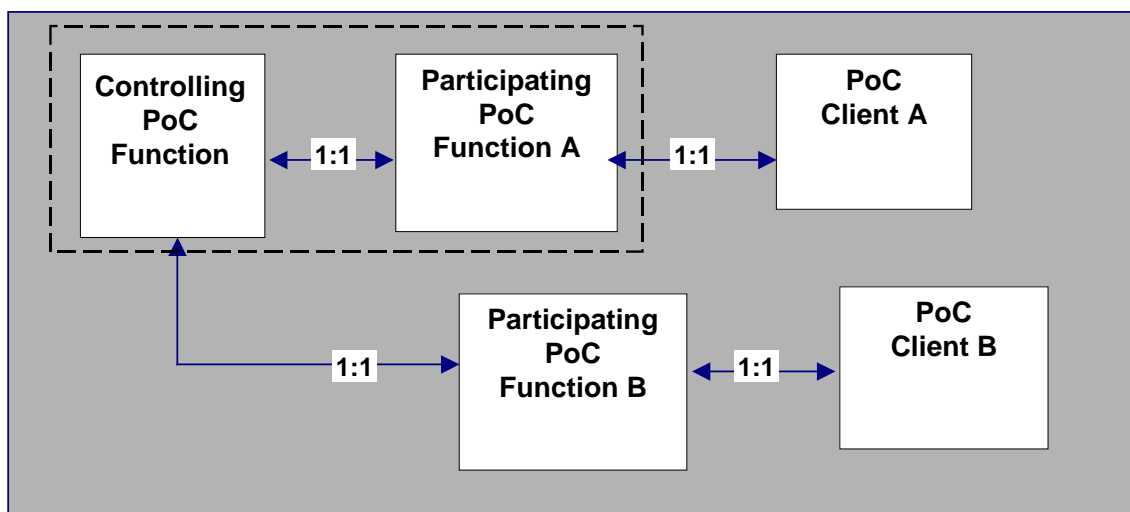 Controlling
PoC
Function
1:1
Participating
PoC
Function A
1:1
PoC
Client A
1:1
Participating
PoC
Function B
1:1
PoC
Client B